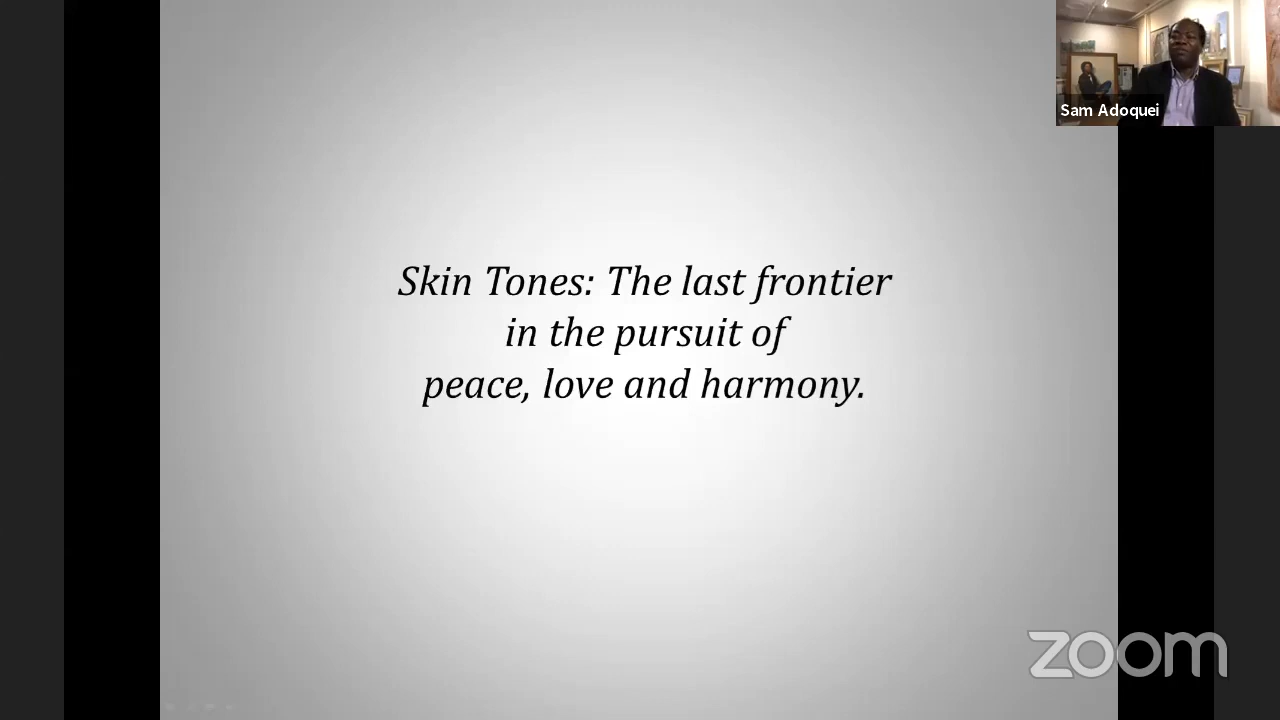 Sam Adoquei
Skin Tones: The last frontier
in the pursuit of
peace, love and harmony.
zoom